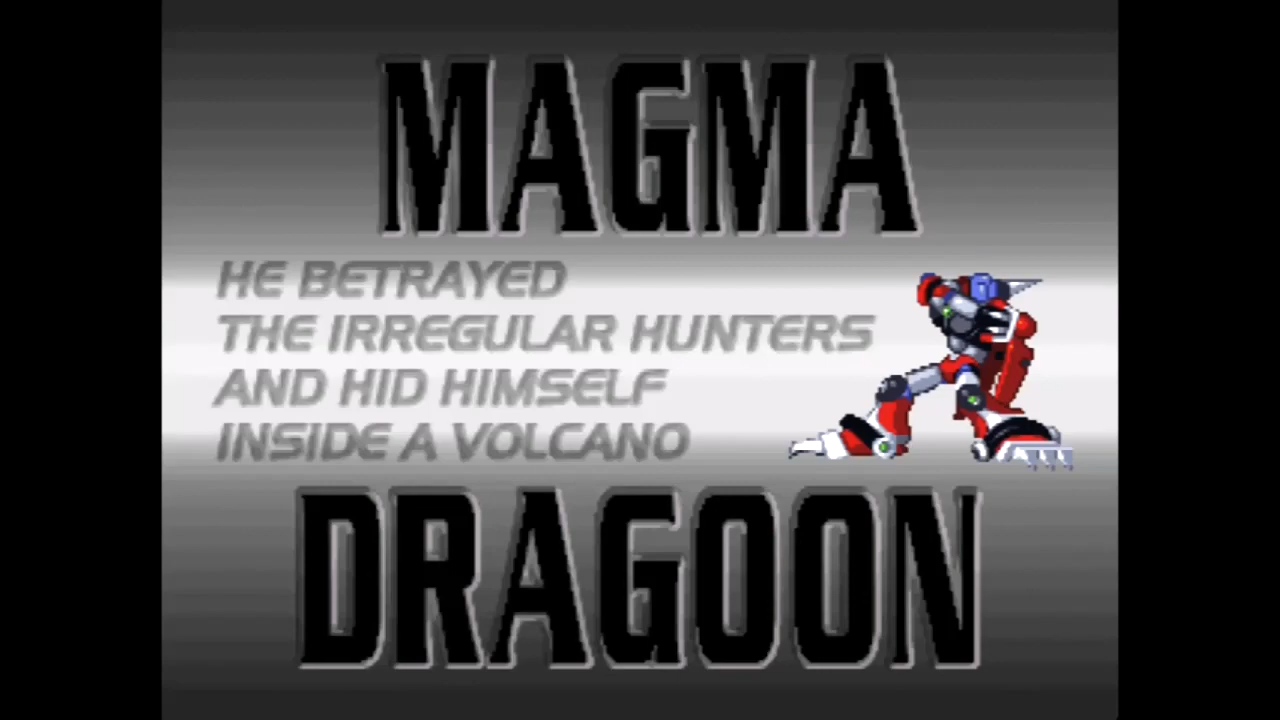 MAGMA
HE BETRAYED
THE IRREGULAR HUNTERS
AND HID HIMSELF
INSIDE A VOLCANO
DRAGOON